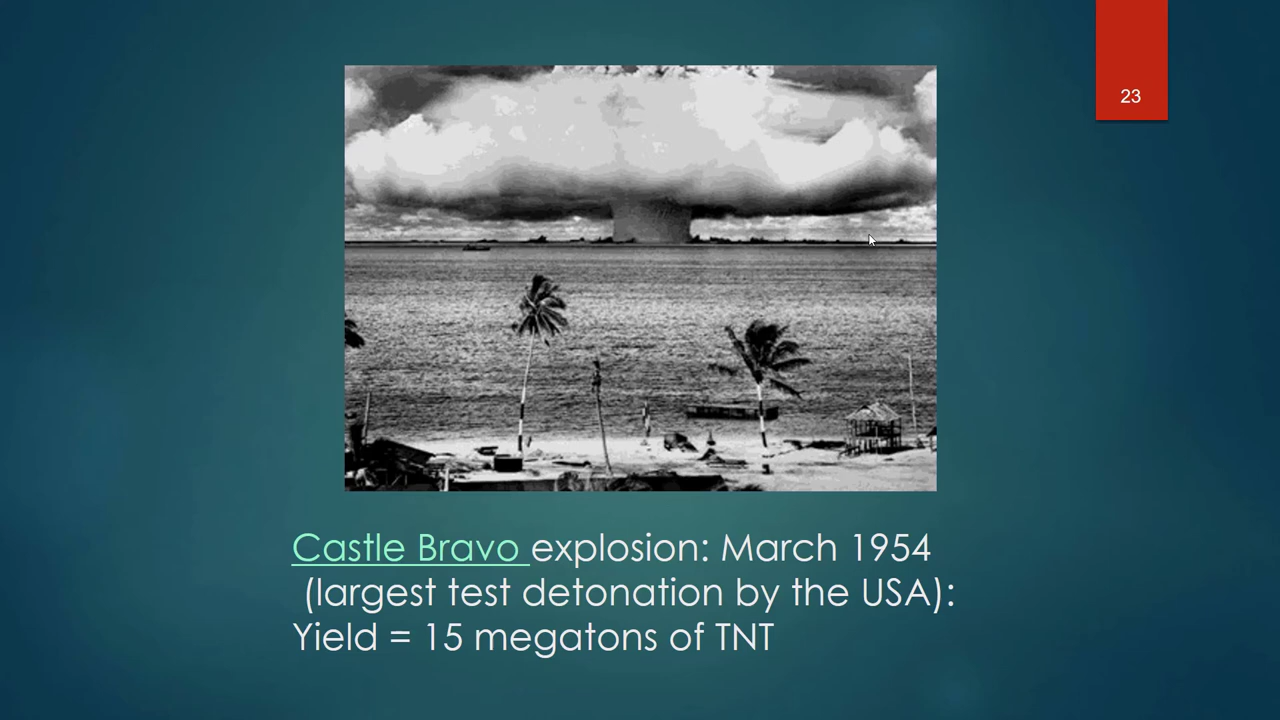 23
Castle Bravo explosion: March 1954
(largest test detonation by the USA):
Yield = 15 megatons of TNT